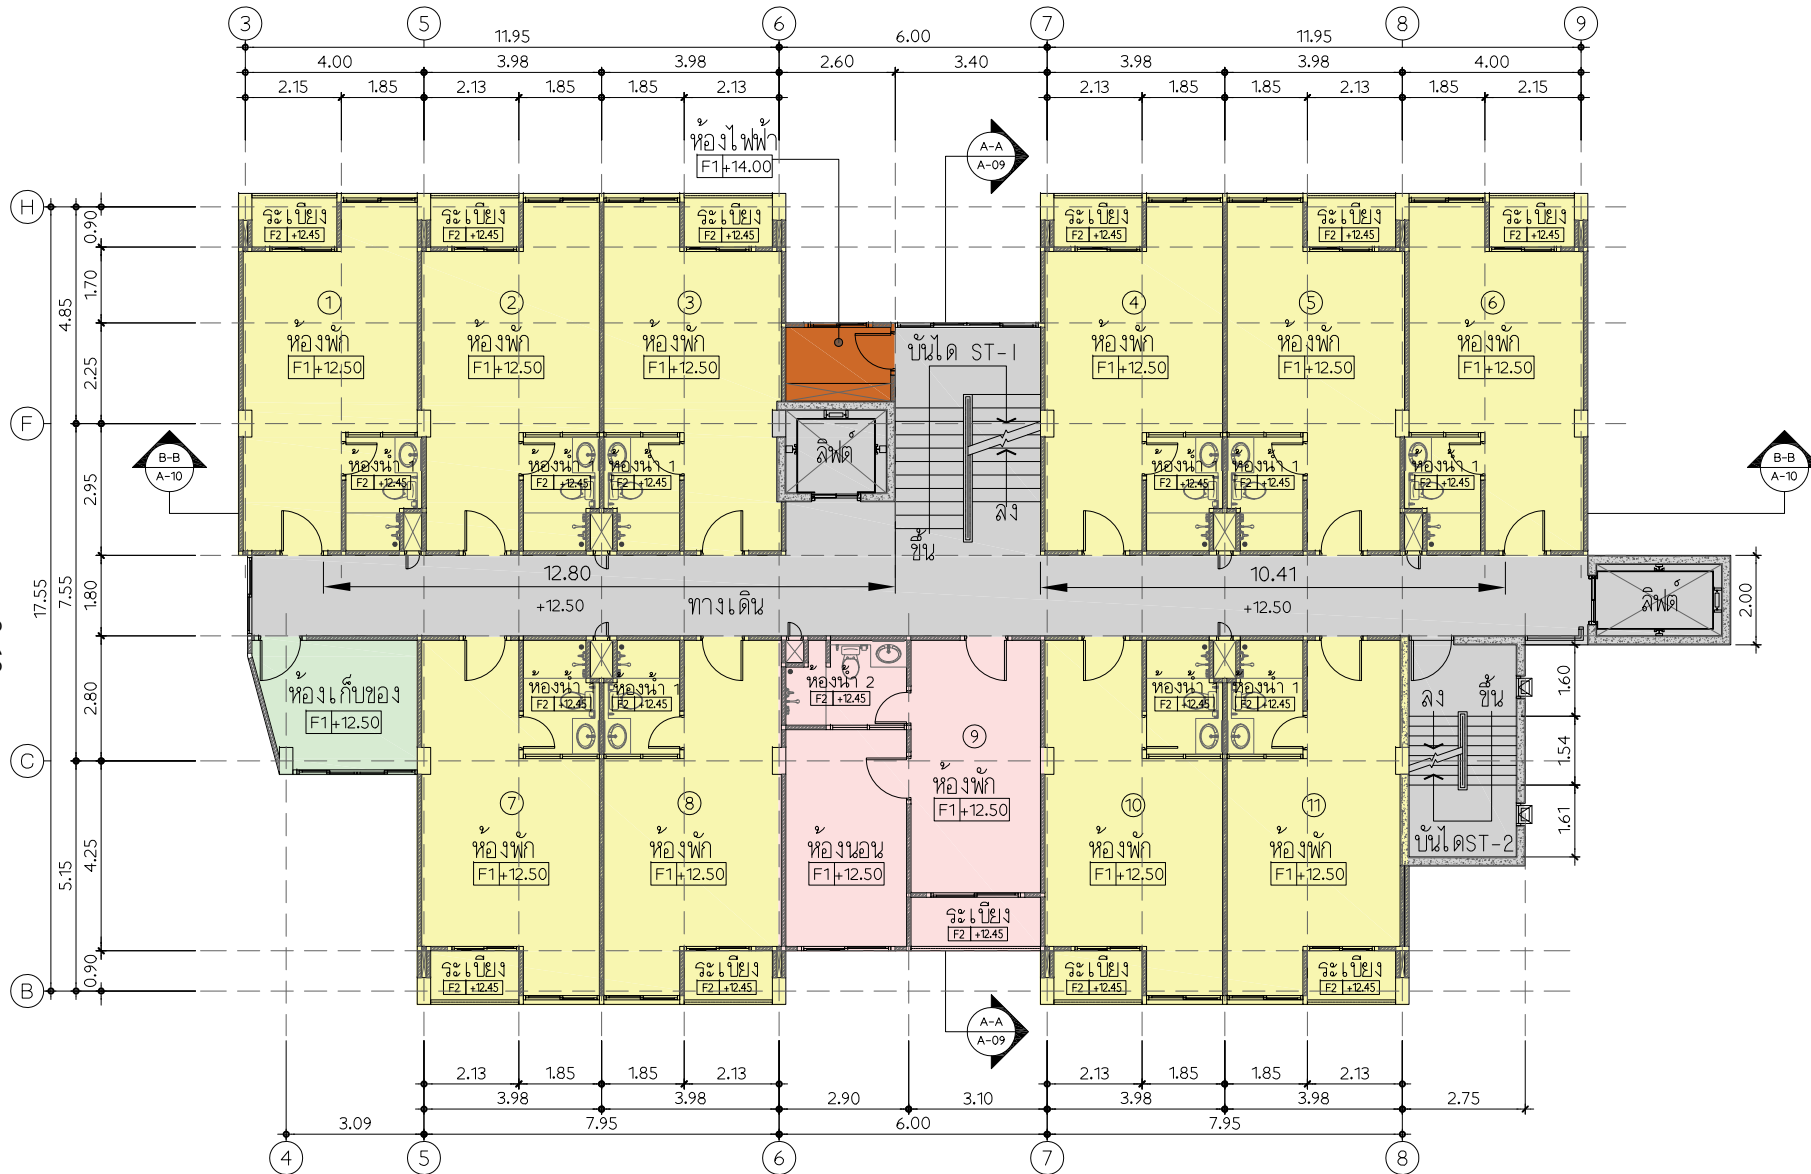 3 5 6 7 8 9
11.95 6.00 11.95
4.00 3.98 3.98 2.60 3.40 3.98 3.98 4.00
2.15 1.85 2.13 1.85 1.85 2.13 2.13 1.85 1.85 2.13 1.85 2.15
ห้องไฟฟ้า
F1 +14.00
A-A
A-09
H
ระเบียง ระเบียง ระเบียง ระเบียง ระเบียง ระเบียง
F2 +12.45 F2 +12.45 F2 +12.45 F2 +12.45 F2 +12.45 F2 +12.45
0.90
1.70
4.85
2.25
1 2 3 4 5 6
ห้องพัก ห้องพัก ห้องพัก บันได ST-1 ห้องพัก ห้องพัก ห้องพัก
F1 +12.50 F1 +12.50 F1 +12.50 F1 +12.50 F1 +12.50 F1 +12.50
F
B-B
A-10
B-B
A-10
2.95
ห้องน้ำ 1 ห้องน้ำ 1 ห้องน้ำ 1 ลิฟต์ ห้องน้ำ 1 ห้องน้ำ 1 ห้องน้ำ 1
F2 +12.45 F2 +12.45 F2 +12.45 F2 +12.45 F2 +12.45 F2 +12.45
ลง
ขึ้น
17.55
7.55
1.80
12.80 10.41
+12.50 ทางเดิน +12.50 ลิฟต์
2.00
2.80
ห้องเก็บของ ห้องน้ำ 1 ห้องน้ำ 1 ห้องน้ำ 2 ห้องน้ำ 1 ห้องน้ำ 1 ลง ขึ้น
F1 +12.50 F2 +12.45 F2 +12.45 F2 +12.45 F2 +12.45 F2 +12.45
1.60
1.54
1.61
C
9
ห้องพัก
F1 +12.50
7 8 10 11
ห้องพัก ห้องพัก ห้องนอน ห้องพัก ห้องพัก บันไดST-2
F1 +12.50 F1 +12.50 F1 +12.50 F1 +12.50 F1 +12.50
5.15
4.25
ระเบียง
F2 +12.45
0.90
ระเบียง ระเบียง ระเบียง ระเบียง
F2 +12.45 F2 +12.45 F2 +12.45 F2 +12.45
B
A-A
A-09
2.13 1.85 1.85 2.13 2.13 1.85 1.85 2.13
3.98 3.98 2.90 3.10 3.98 3.98 2.75
3.09 7.95 6.00 7.95
4 5 6 7 8